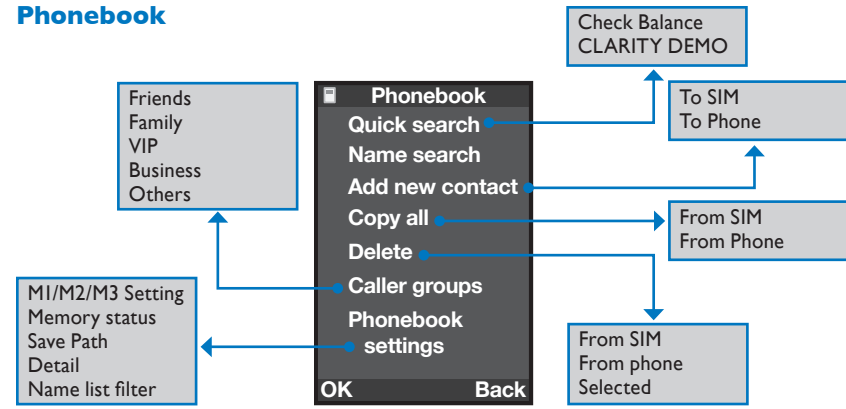 Phonebook
Check Balance
CLARITY DEMO
Friends
Family
VIP
Business
Others
Phonebook
Quick search
Name search
Add new contact
Copy all
Delete
Caller groups
Phonebook
settings
OK Back
To SIM
To Phone
From SIM
From Phone
M1/M2/M3 Setting
Memory status
Save Path
Detail
Name list filter
From SIM
From phone
Selected